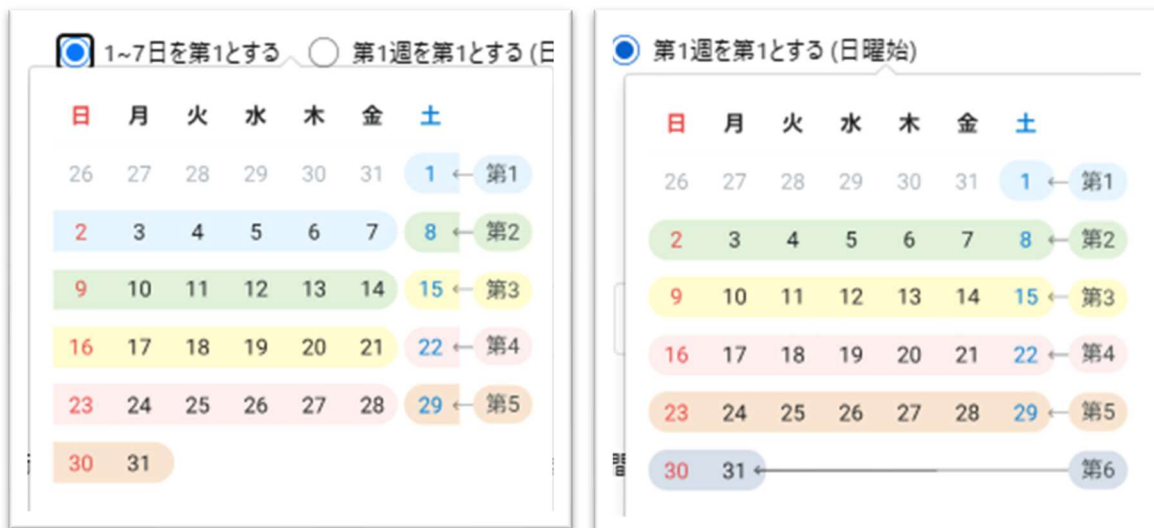 1~7日を第1とする 第1週を第1とする (日
日 月 火 水 木 金 土
26 27 28 29 30 31 1 ← 第1
2 3 4 5 6 7 8 ← 第2
9 10 11 12 13 14 15 ← 第3
16 17 18 19 20 21 22 ← 第4
23 24 25 26 27 28 29 ← 第5
30 31
第1週を第1とする (日曜始)
日 月 火 水 木 金 土
26 27 28 29 30 31 1 ← 第1
2 3 4 5 6 7 8 ← 第2
9 10 11 12 13 14 15 ← 第3
16 17 18 19 20 21 22 ← 第4
23 24 25 26 27 28 29 ← 第5
30 31 ← 第6